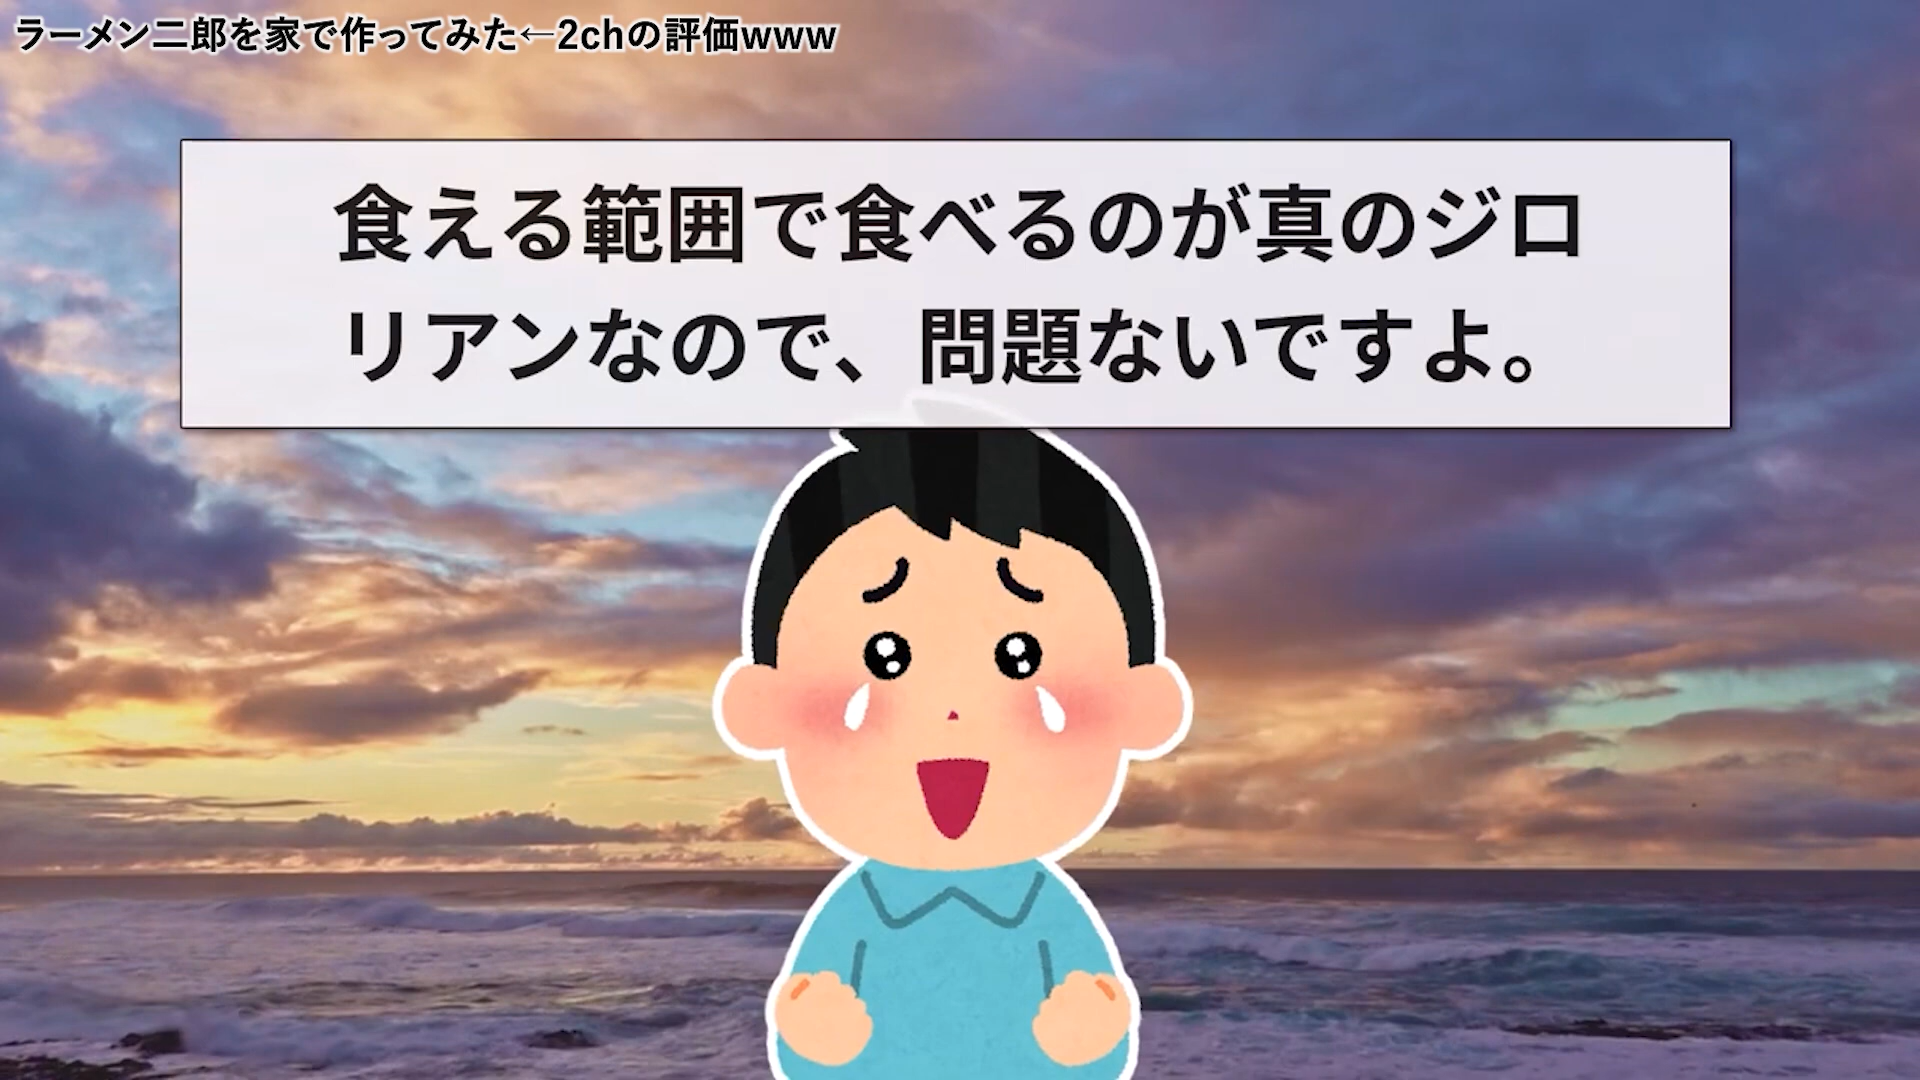 ラーメン二郎を家で作ってみた←2chの評価www
食える範囲で食べるのが真のジロ
リアンなので、問題ないですよ。